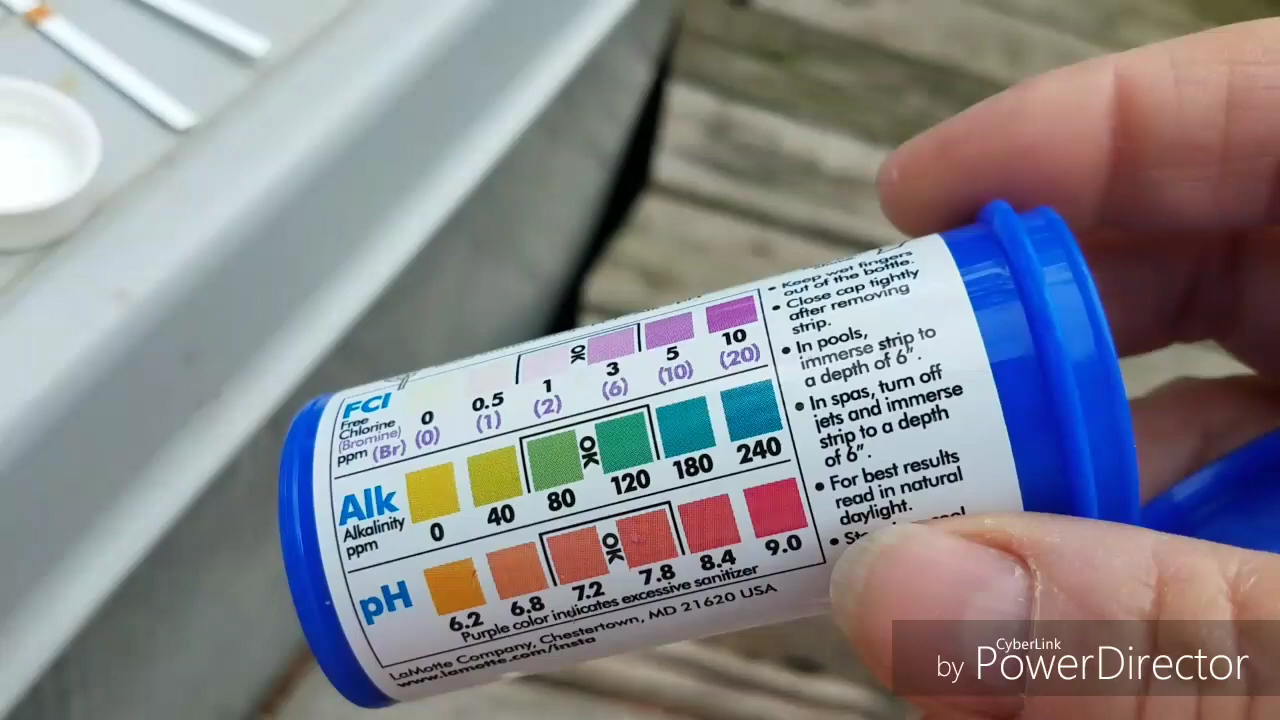 FCl
Free
Chlorine
(Bromine)
ppm (Br)
0 0.5 1 OK 3 5 10
(0) (1) (2) (6) (10) (20)
Alk
Alkalinity
ppm
OK
0 40 80 120 180 240
pH
OK
6.2 6.8 7.2 7.8 8.4 9.0
Purple color indicates excessive sanitizer
LaMotte Company, Chestertown, MD 21620 USA
www.lamotte.com/insta
• Keep wet fingers
out of the bottle.
• Close cap tightly
after removing
strip.
• In pools,
immerse strip to
a depth of 6".
• In spas, turn off
jets and immerse
strip to a depth
of 6".
• For best results
read in natural
daylight.
CyberLink
by PowerDirector